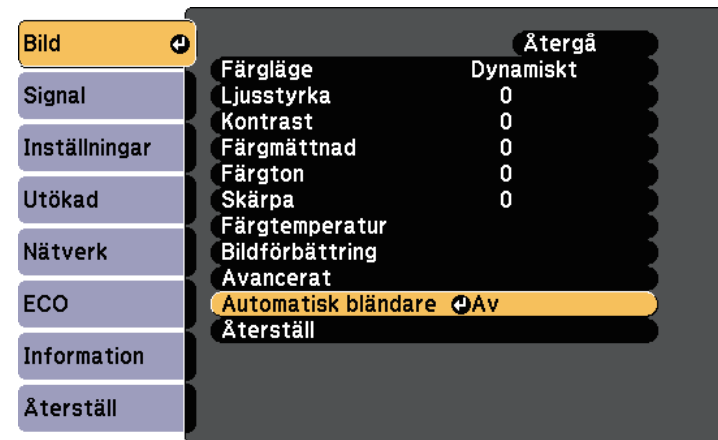 Bild
Signal
Inställningar
Utökad
Nätverk
ECO
Information
Återställ
Återgå
Färgläge Dynamiskt
Ljusstyrka 0
Kontrast 0
Färgmättnad 0
Färgton 0
Skärpa 0
Färgtemperatur
Bildförbättring
Avancerat
Automatisk bländare Av
Återställ